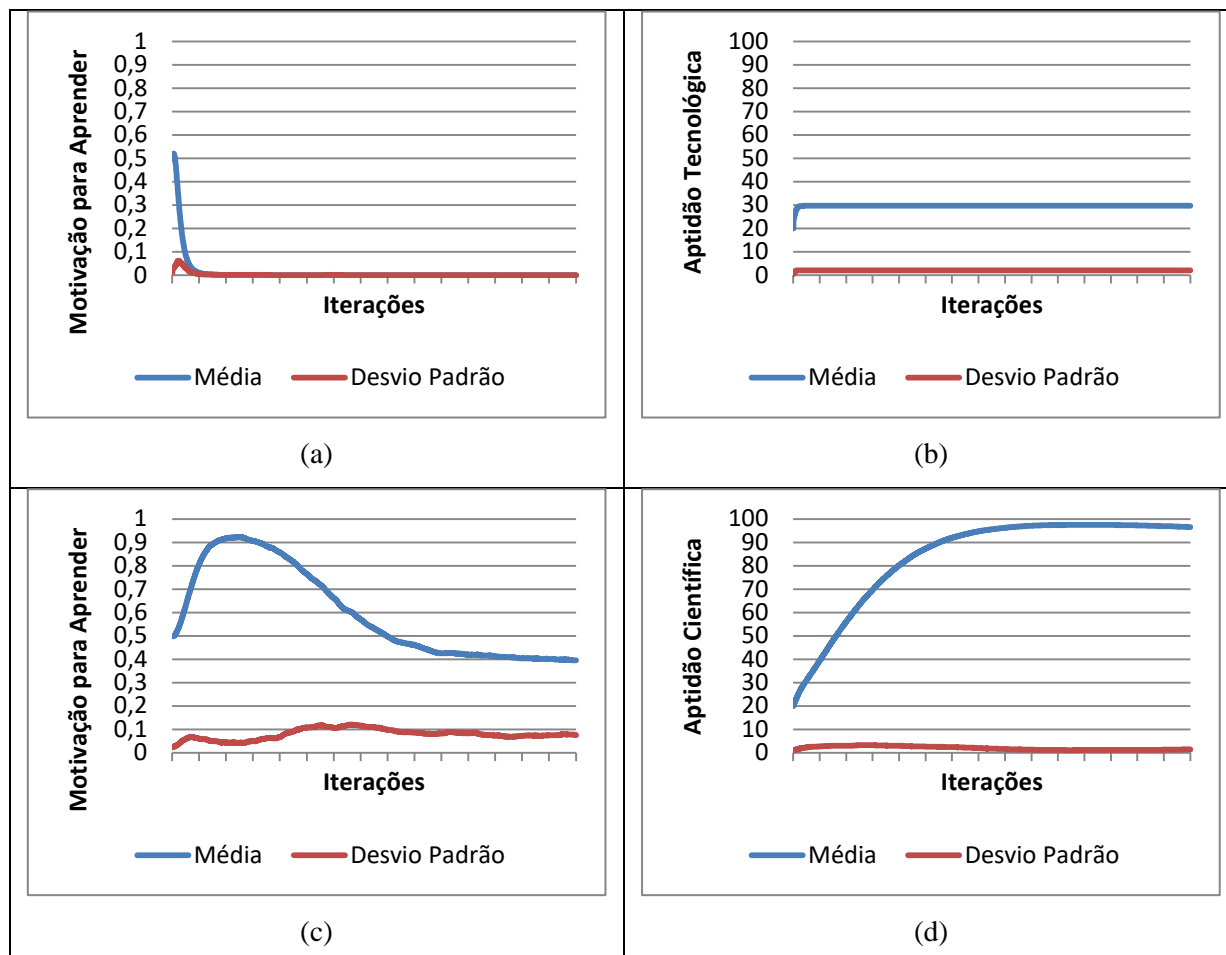 Motivação para Aprender
1
0,9
0,8
0,7
0,6
0,5
0,4
0,3
0,2
0,1
0
Iterações
Média Desvio Padrão
(a)
Aptidão Tecnológica
100
90
80
70
60
50
40
30
20
10
0
Iterações
Média Desvio Padrão
(b)
Motivação para Aprender
1
0,9
0,8
0,7
0,6
0,5
0,4
0,3
0,2
0,1
0
Iterações
Média Desvio Padrão
(c)
Aptidão Científica
100
90
80
70
60
50
40
30
20
10
0
Iterações
Média Desvio Padrão
(d)